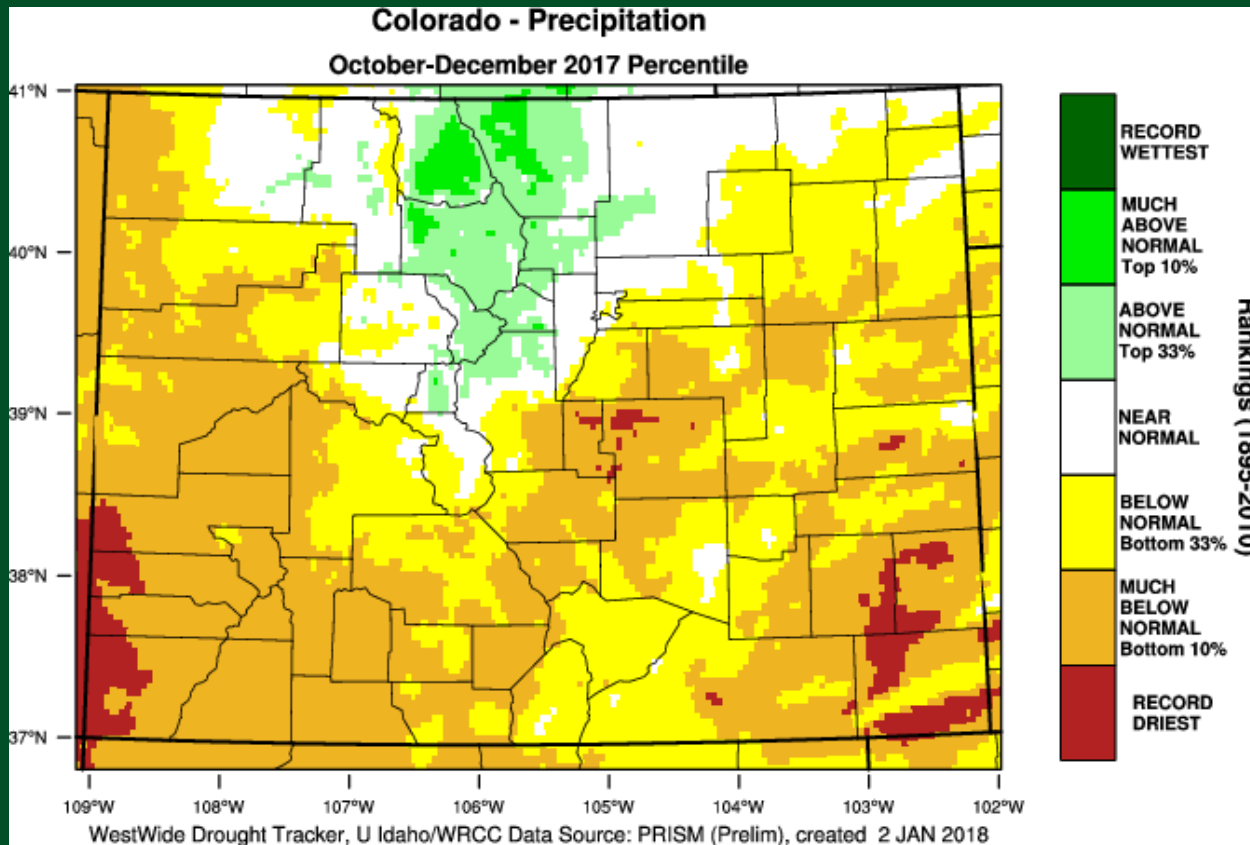 Colorado - Precipitation
October-December 2017 Percentile
41°N
40°N
39°N
38°N
37°N
109°W 108°W 107°W 106°W 105°W 104°W 103°W 102°W
WestWide Drought Tracker, U Idaho/WRCC Data Source: PRISM (Prelim), created 2 JAN 2018
RECORD
WETTEST
MUCH
ABOVE
NORMAL
Top 10%
ABOVE
NORMAL
Top 33%
NEAR
NORMAL
BELOW
NORMAL
Bottom 33%
MUCH
BELOW
NORMAL
Bottom 10%
RECORD
DRIEST
Rankings (1895-2010)